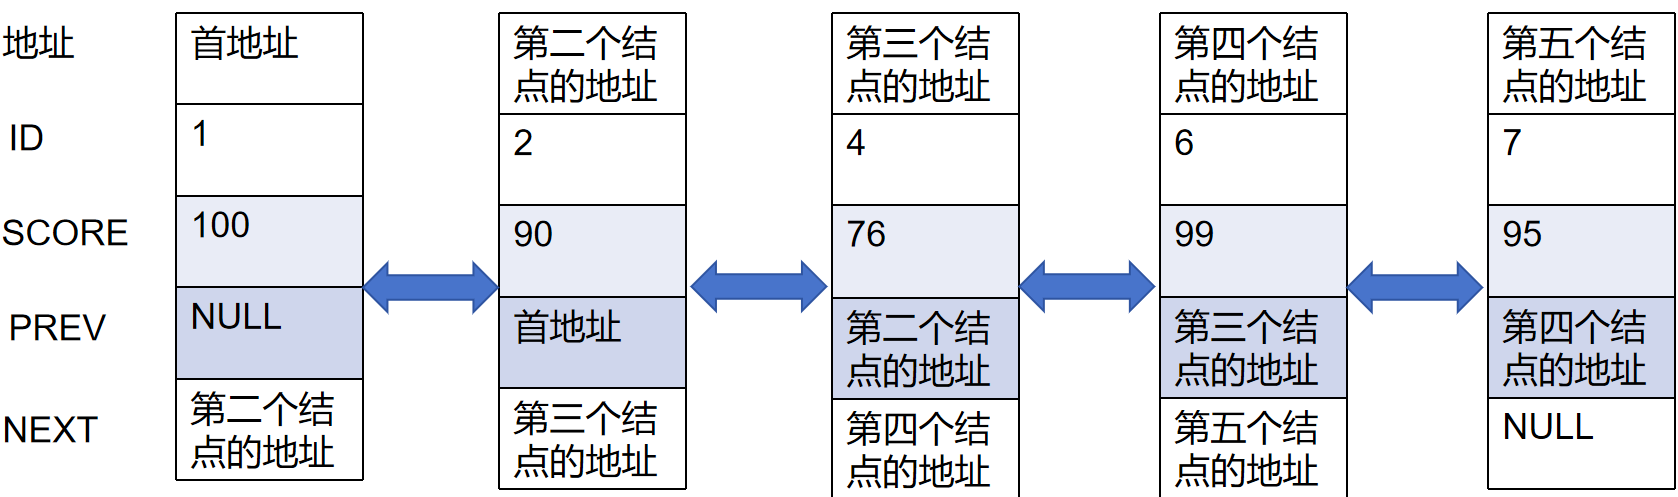 地址
首地址
第二个结
点的地址
第三个结
点的地址
第四个结
点的地址
第五个结
点的地址
ID
1
2
4
6
7
SCORE
100
90
76
99
95
PREV
NULL
首地址
第二个结
点的地址
第三个结
点的地址
第四个结
点的地址
NEXT
第二个结
点的地址
第三个结
点的地址
第四个结
点的地址
第五个结
点的地址
NULL